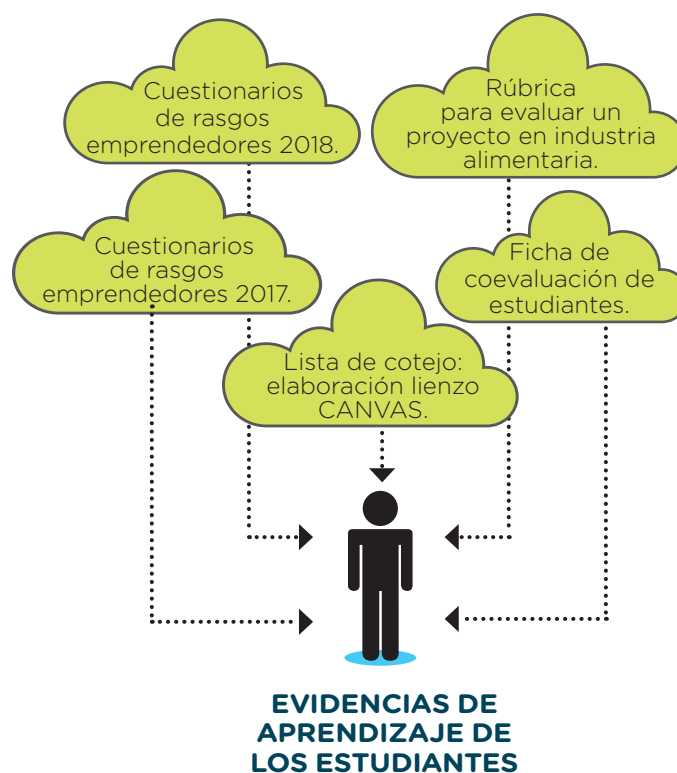 Cuestionarios
de rasgos
emprendedores 2018.
Rúbrica
para evaluar un
proyecto en industria
alimentaria.
Cuestionarios
de rasgos
emprendedores 2017.
Ficha de
coevaluación de
estudiantes.
Lista de cotejo:
elaboración lienzo
CANVAS.
EVIDENCIAS DE
APRENDIZAJE DE
LOS ESTUDIANTES